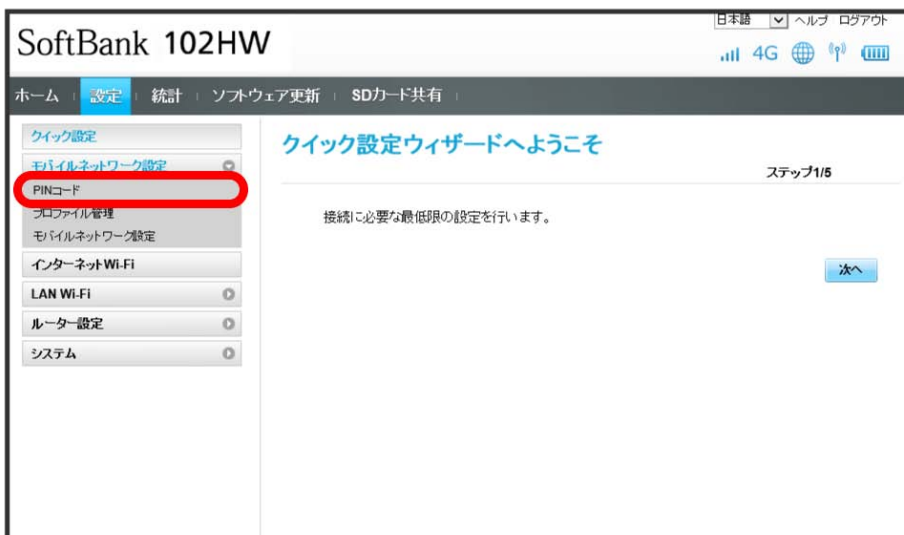 日本語 ヘルプ ログアウト
SoftBank 102HW
4G
ホーム 設定 統計 ソフトウェア更新 SDカード共有
クイック設定
モバイルネットワーク設定
PINコード
プロファイル管理
モバイルネットワーク設定
インターネットWi-Fi
LAN Wi-Fi
ルーター設定
システム
クイック設定ウィザードへようこそ
ステップ1/5
接続に必要な最低限の設定を行います。
次へ